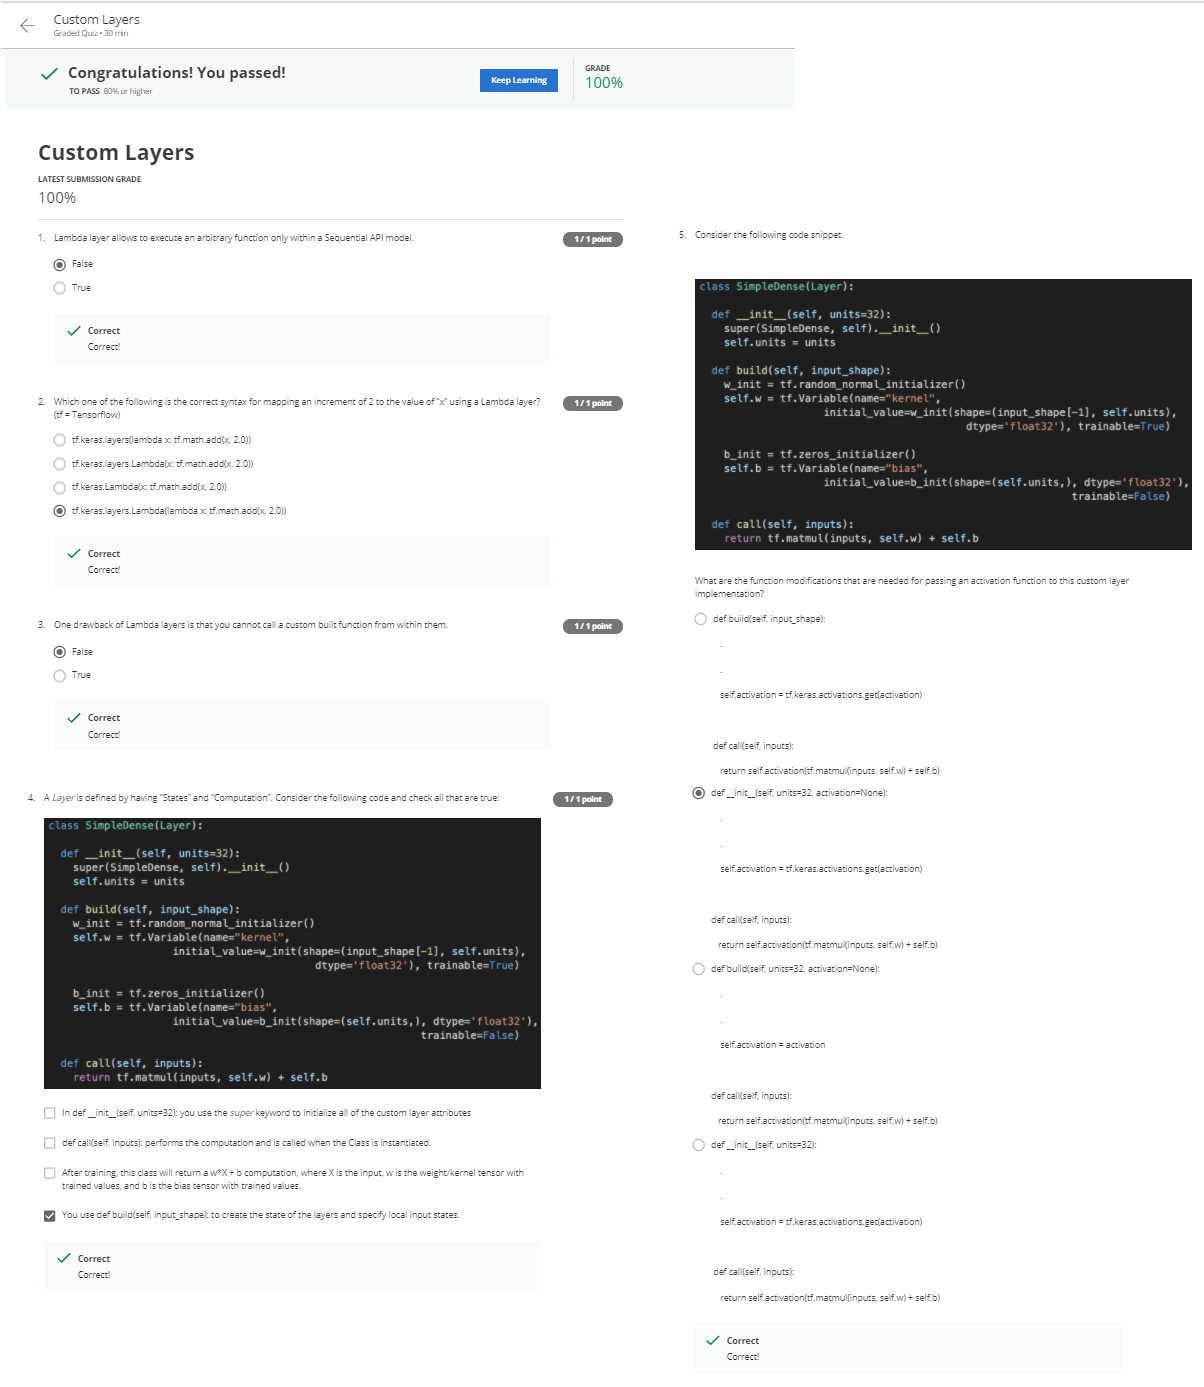 Custom Layers
Graded Quiz • 30 min
Congratulations! You passed!
TO PASS 80% or higher
Keep Learning
GRADE
100%
Custom Layers
LATEST SUBMISSION GRADE
100%
1. Lambda layer allows to execute an arbitrary function only within a Sequential API model.
1 / 1 point
False
True
Correct
Correct!
2. Which one of the following is the correct syntax for mapping an increment of 2 to the value of "x" using a Lambda layer?
(tf = Tensorflow)
1 / 1 point
tf.keras.layers(lambda x: tf.math.add(x, 2.0))
tf.keras.layers.Lambda(x: tf.math.add(x, 2.0))
tf.keras.Lambda(x: tf.math.add(x, 2.0))
tf.keras.layers.Lambda(lambda x: tf.math.add(x, 2.0))
Correct
Correct!
3. One drawback of Lambda layers is that you cannot call a custom built function from within them.
1 / 1 point
False
True
Correct
Correct!
4. A Layer is defined by having "States" and "Computation". Consider the following code and check all that are true:
1 / 1 point
class SimpleDense(Layer):
def __init__(self, units=32):
super(SimpleDense, self).__init__()
self.units = units
def build(self, input_shape):
w_init = tf.random_normal_initializer()
self.w = tf.Variable(name="kernel",
initial_value=w_init(shape=(input_shape[-1], self.units),
dtype='float32'), trainable=True)
b_init = tf.zeros_initializer()
self.b = tf.Variable(name="bias",
initial_value=b_init(shape=(self.units,), dtype='float32'),
trainable=False)
def call(self, inputs):
return tf.matmul(inputs, self.w) + self.b
In def __init__(self, units=32): you use the super keyword to initialize all of the custom layer attributes
def call(self, inputs): performs the computation and is called when the Class is instantiated.
After training, this class will return a w*X + b computation, where X is the input, w is the weight/kernel tensor with
trained values, and b is the bias tensor with trained values.
You use def build(self, input_shape): to create the state of the layers and specify local input states.
Correct
Correct!
5. Consider the following code snippet.
class SimpleDense(Layer):
def __init__(self, units=32):
super(SimpleDense, self).__init__()
self.units = units
def build(self, input_shape):
w_init = tf.random_normal_initializer()
self.w = tf.Variable(name="kernel",
initial_value=w_init(shape=(input_shape[-1], self.units),
dtype='float32'), trainable=True)
b_init = tf.zeros_initializer()
self.b = tf.Variable(name="bias",
initial_value=b_init(shape=(self.units,), dtype='float32'),
trainable=False)
def call(self, inputs):
return tf.matmul(inputs, self.w) + self.b
What are the function modifications that are needed for passing an activation function to this custom layer
implementation?
def build(self, input_shape):
.
.
self.activation = tf.keras.activations.get(activation)
def call(self, inputs):
return self.activation(tf.matmul(inputs, self.w) + self.b)
def __init__(self, units=32, activation=None):
.
.
self.activation = tf.keras.activations.get(activation)
def call(self, inputs):
return self.activation(tf.matmul(inputs, self.w) + self.b)
def build(self, units=32, activation=None):
.
.
self.activation = activation
def call(self, inputs):
return self.activation(tf.matmul(inputs, self.w) + self.b)
def __init__(self, units=32):
.
.
self.activation = tf.keras.activations.get(activation)
def call(self, inputs):
return self.activation(tf.matmul(inputs, self.w) + self.b)
Correct
Correct!